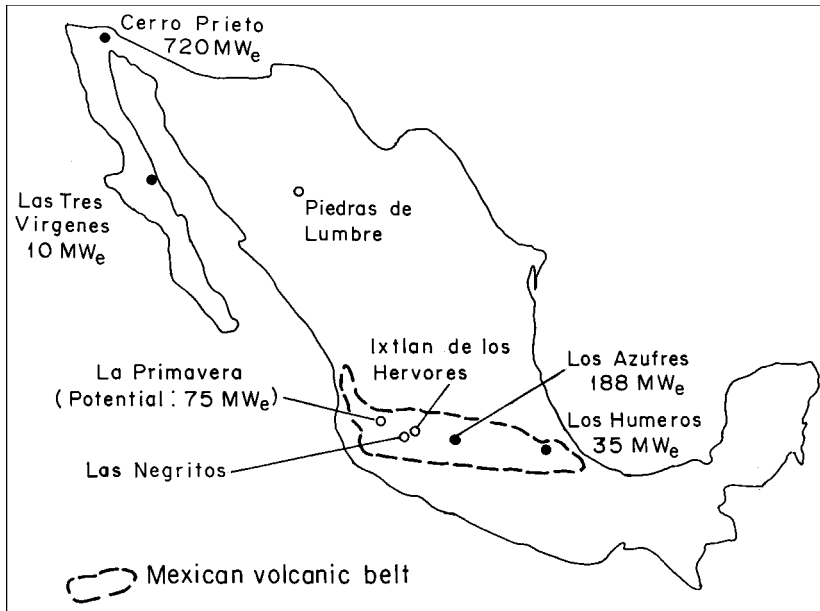 Cerro Prieto
720 MWe
Las Tres
Virgenes
10 MWe
Piedras de
Lumbre
Ixtlan de los
Hervores
La Primavera
(Potential: 75 MWe)
Los Azufres
188 MWe
Los Humeros
35 MWe
Las Negritos
Mexican volcanic belt